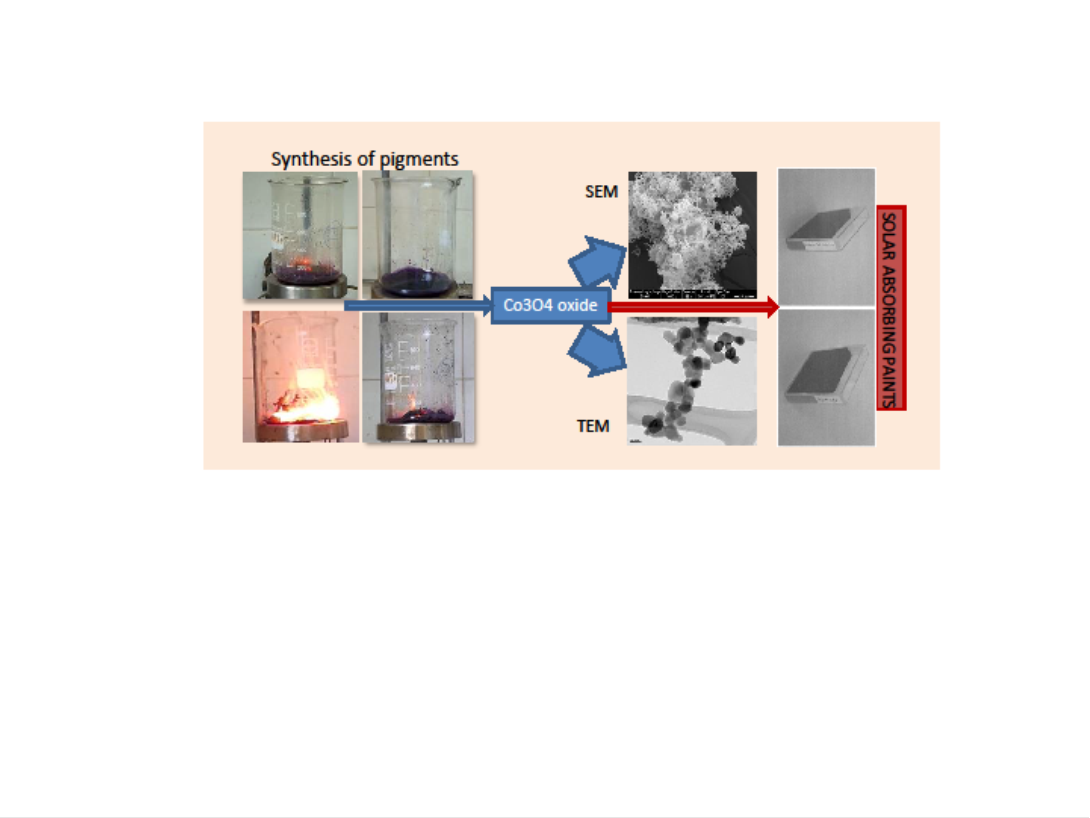 Synthesis of pigments
SEM
Co3O4 oxide
TEM
SOLAR ABSORBING PAINTS